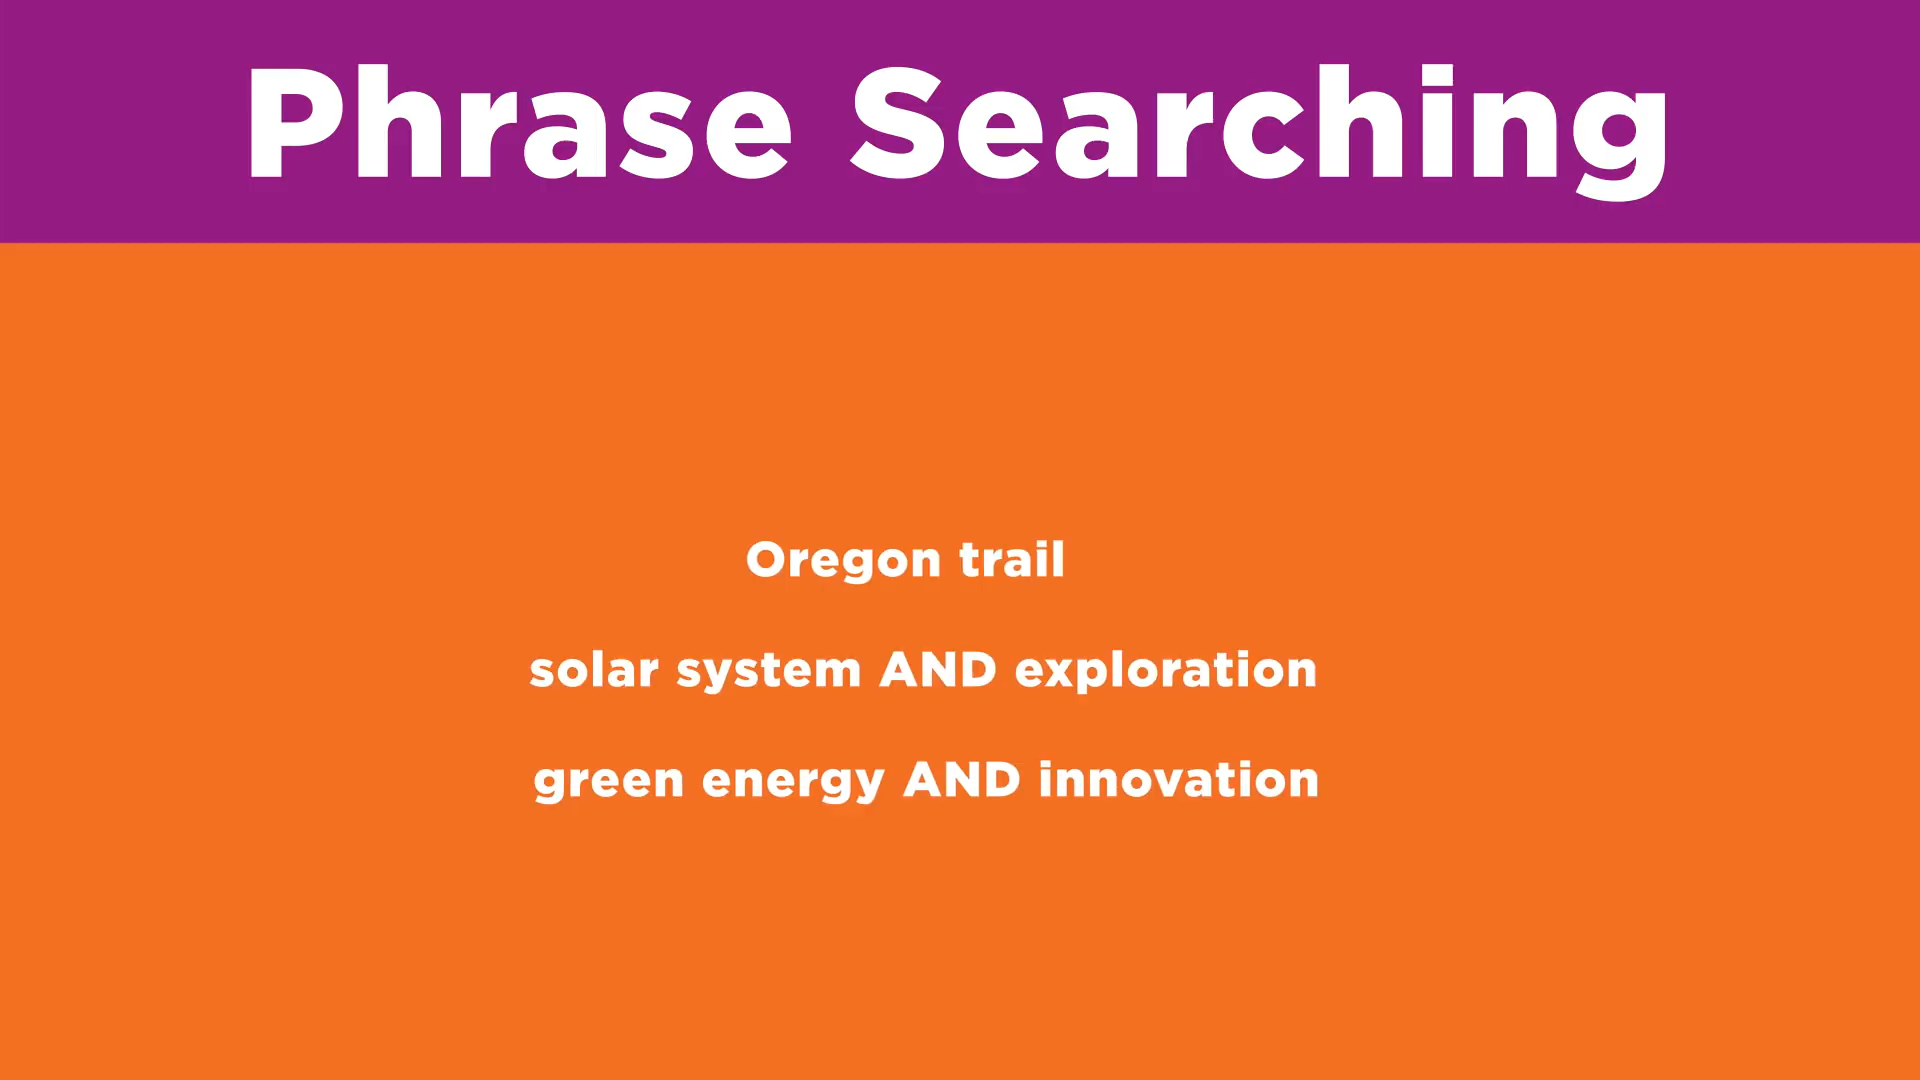 Phrase Searching
Oregon trail
solar system AND exploration
green energy AND innovation